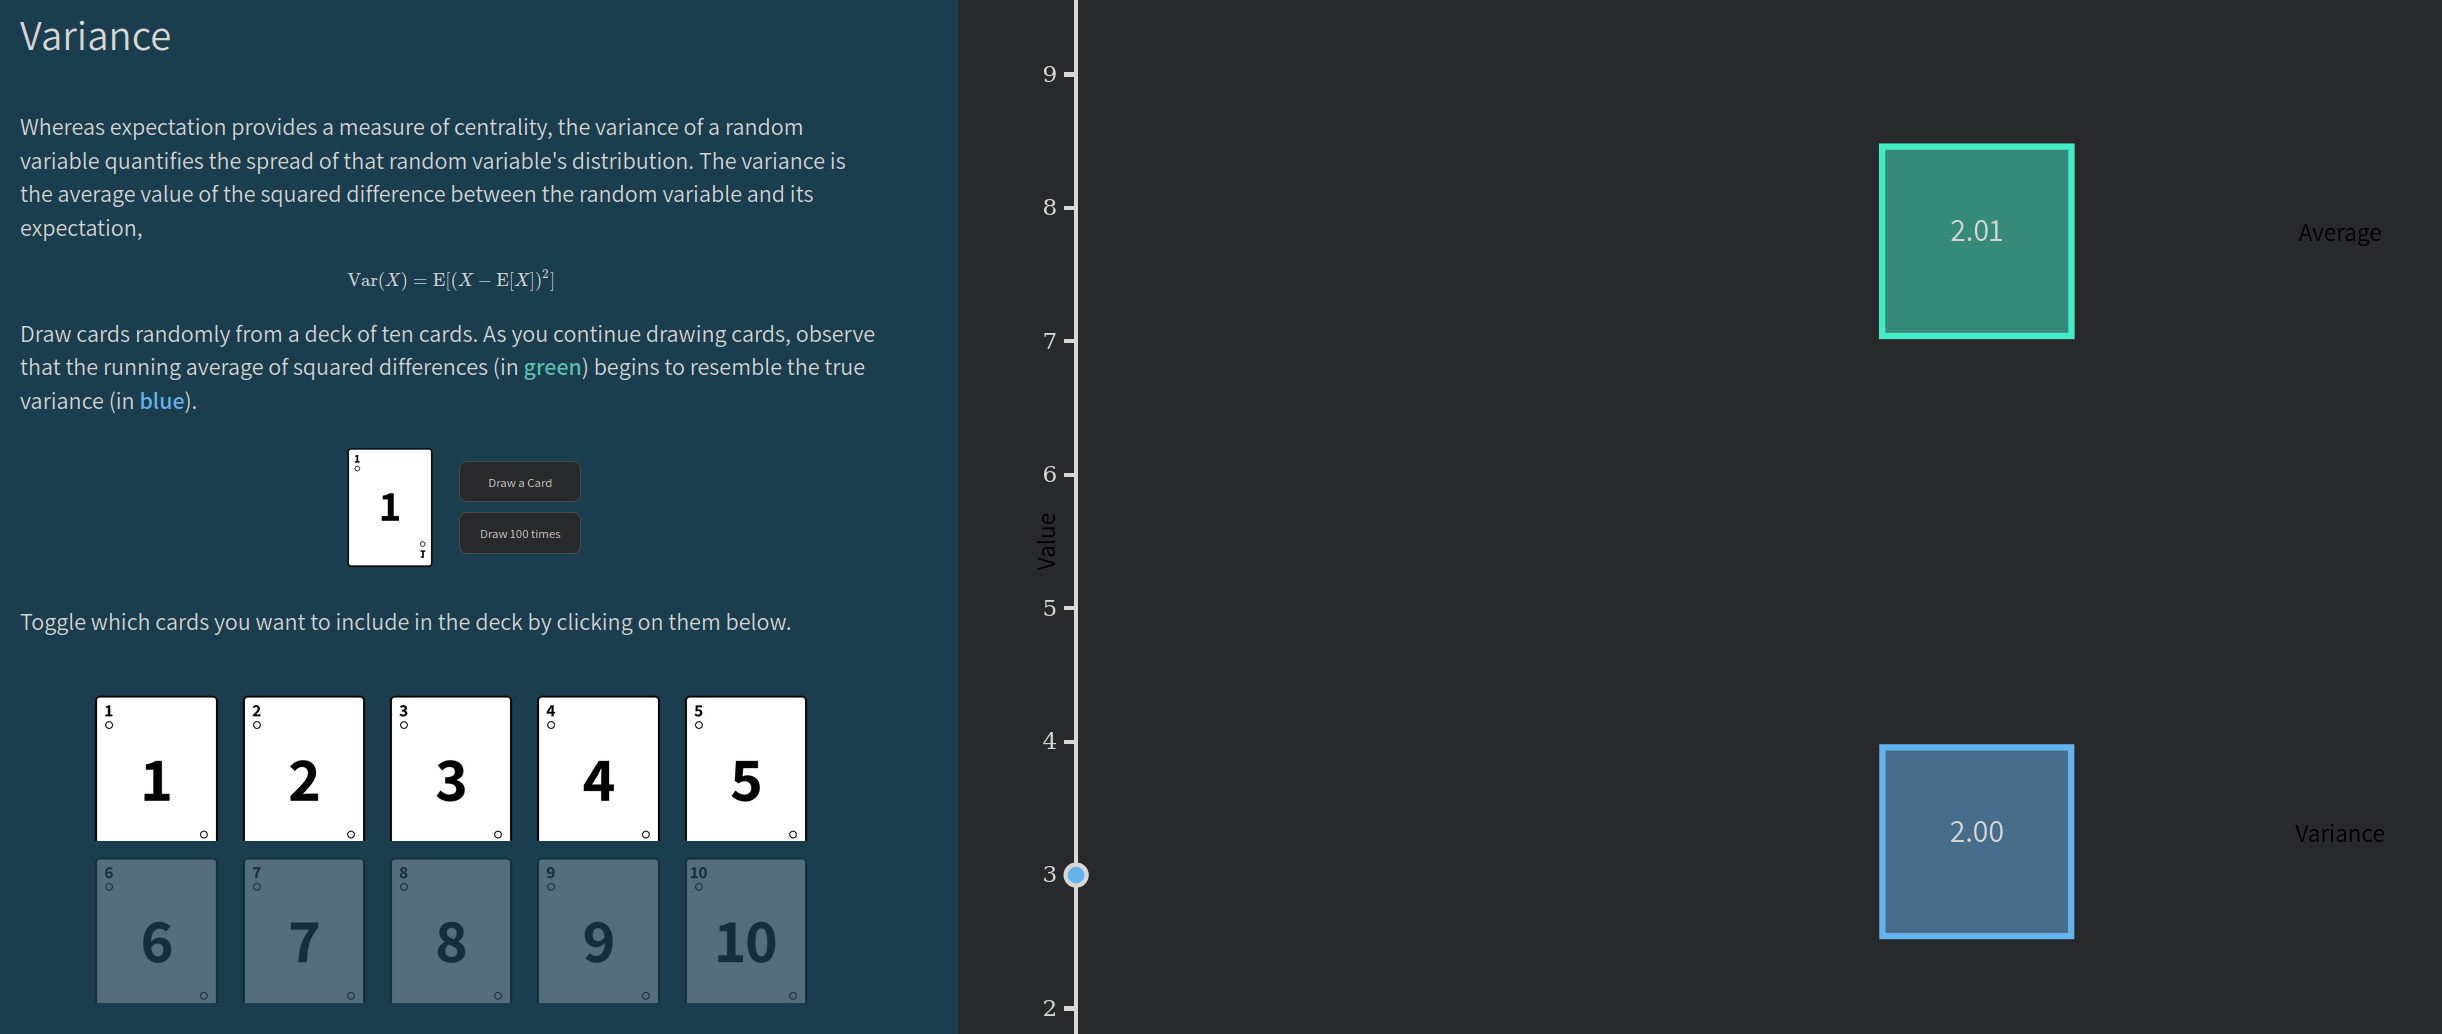 Variance
Whereas expectation provides a measure of centrality, the variance of a random
variable quantifies the spread of that random variable's distribution. The variance is
the average value of the squared difference between the random variable and its
expectation,
Var(X) = E[(X − E[X])²]
Draw cards randomly from a deck of ten cards. As you continue drawing cards, observe
that the running average of squared differences (in green) begins to resemble the true
variance (in blue).
1
1
1
Draw a Card
Draw 100 times
Toggle which cards you want to include in the deck by clicking on them below.
1 2 3 4 5
1 2 3 4 5
6 7 8 9 10
6 7 8 9 10
9
8
7
6
5
4
3
2
Value
2.01
Average
2.00
Variance